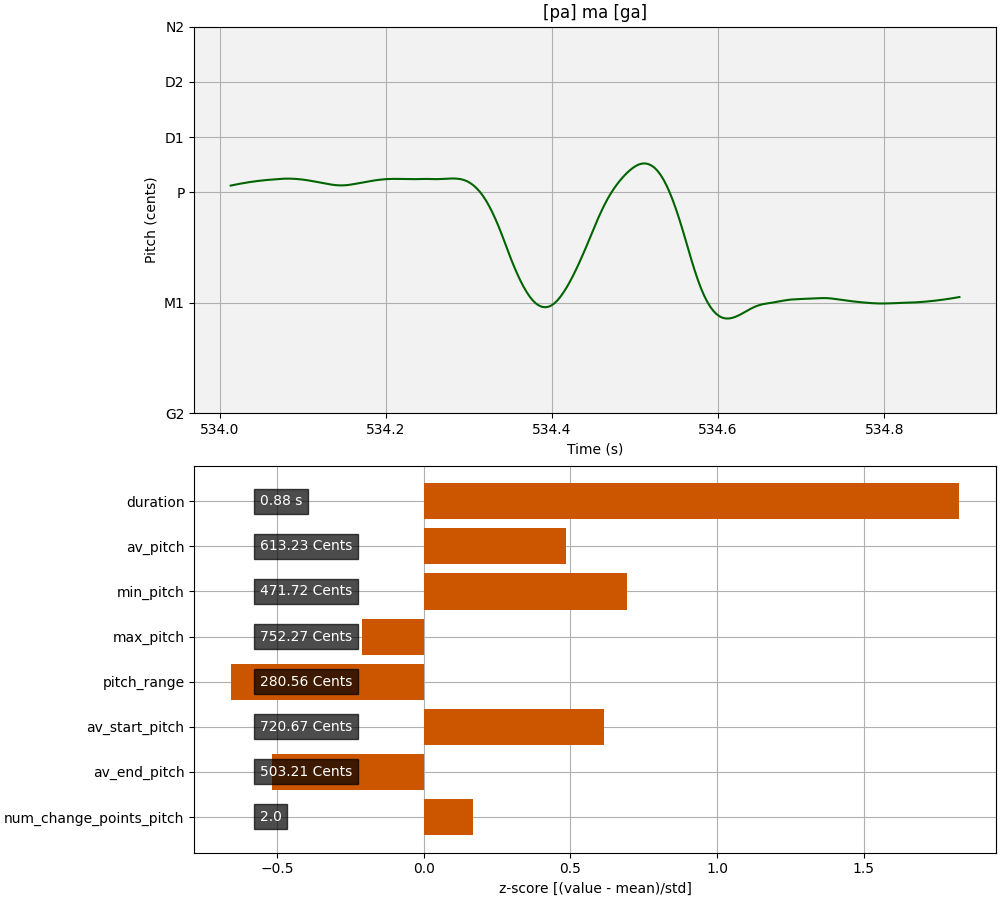 [pa] ma [ga]
N2
D2
D1
P
M1
G2
Pitch (cents)
534.0 534.2 534.4 534.6 534.8
Time (s)
duration 0.88 s
av_pitch 613.23 Cents
min_pitch 471.72 Cents
max_pitch 752.27 Cents
pitch_range 280.56 Cents
av_start_pitch 720.67 Cents
av_end_pitch 503.21 Cents
num_change_points_pitch 2.0
−0.5 0.0 0.5 1.0 1.5
z-score [(value - mean)/std]